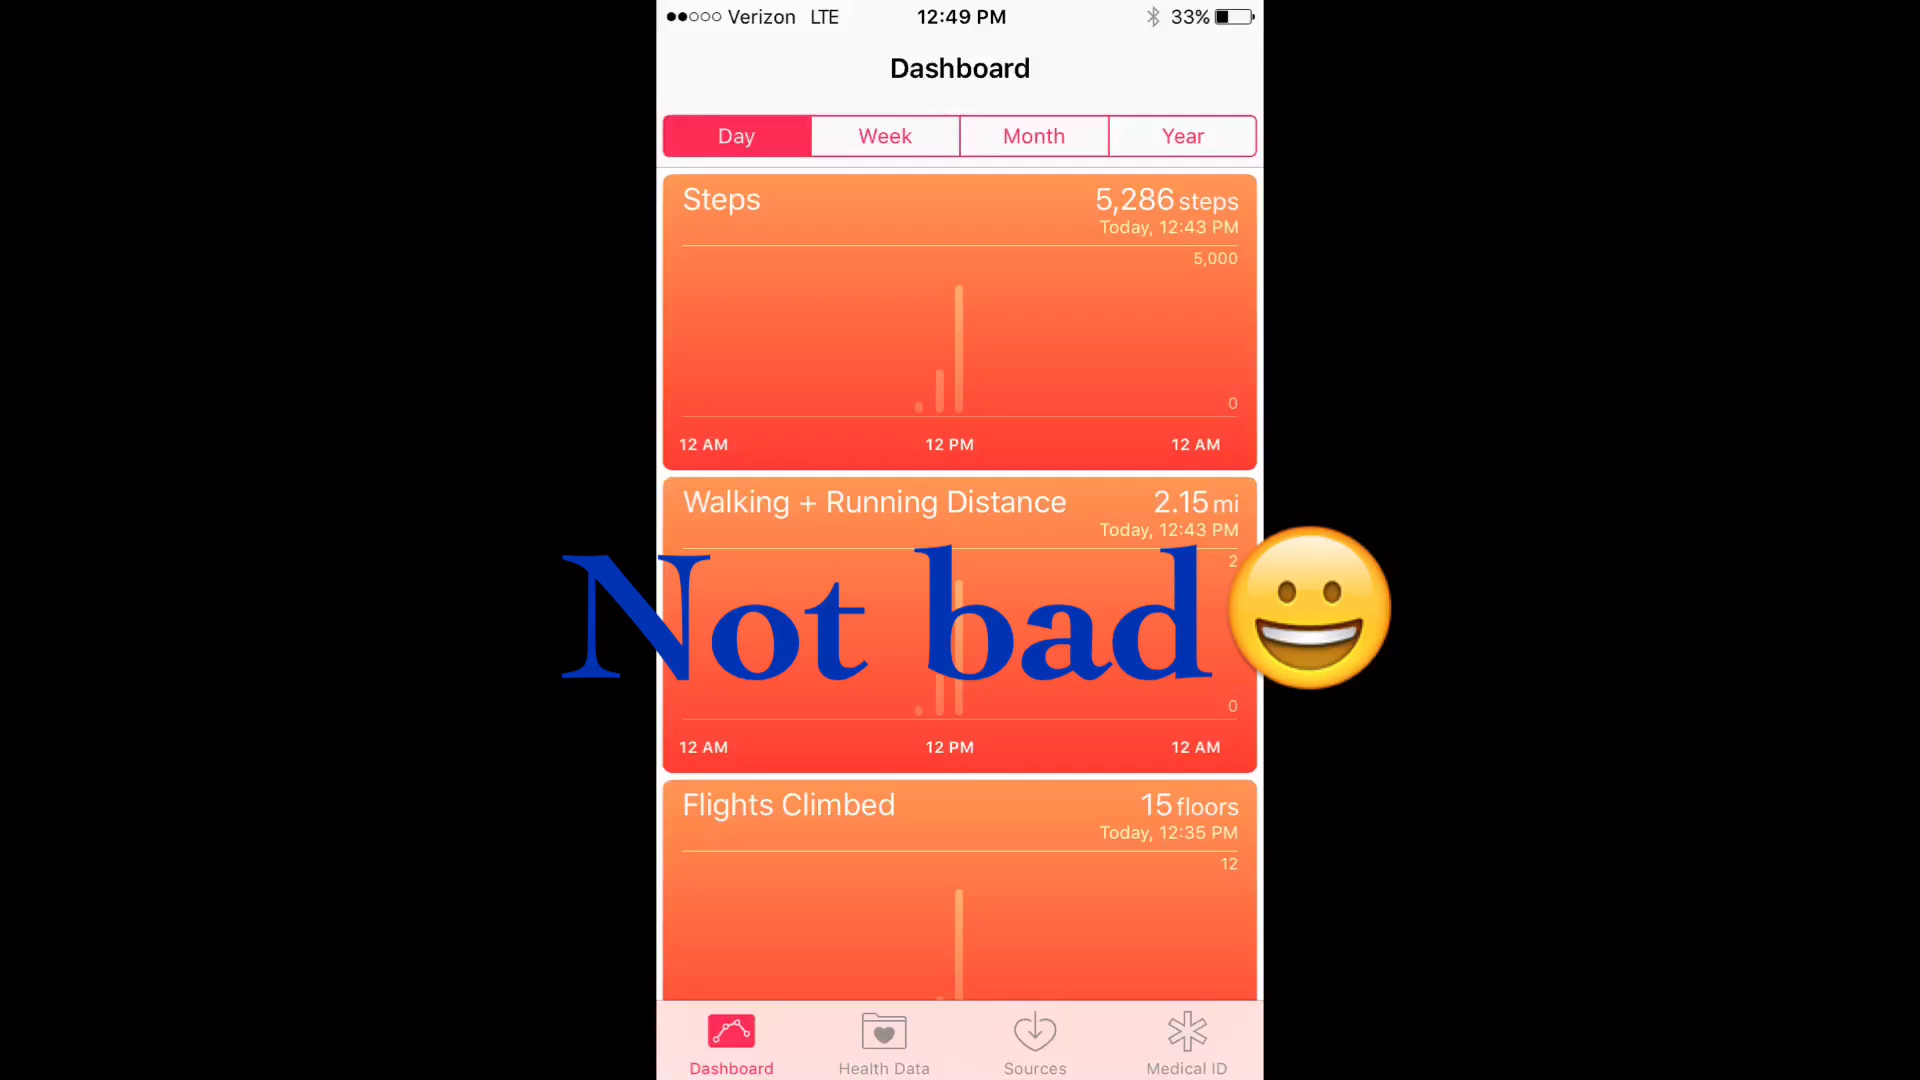 Verizon LTE 12:49 PM 33%
Dashboard
Day Week Month Year
Steps 5,286 steps
Today, 12:43 PM
5,000
0
12 AM 12 PM 12 AM
Walking + Running Distance 2.15 mi
Today, 12:43 PM
2
Not bad😀
0
12 AM 12 PM 12 AM
Flights Climbed 15 floors
Today, 12:35 PM
12
Dashboard Health Data Sources Medical ID